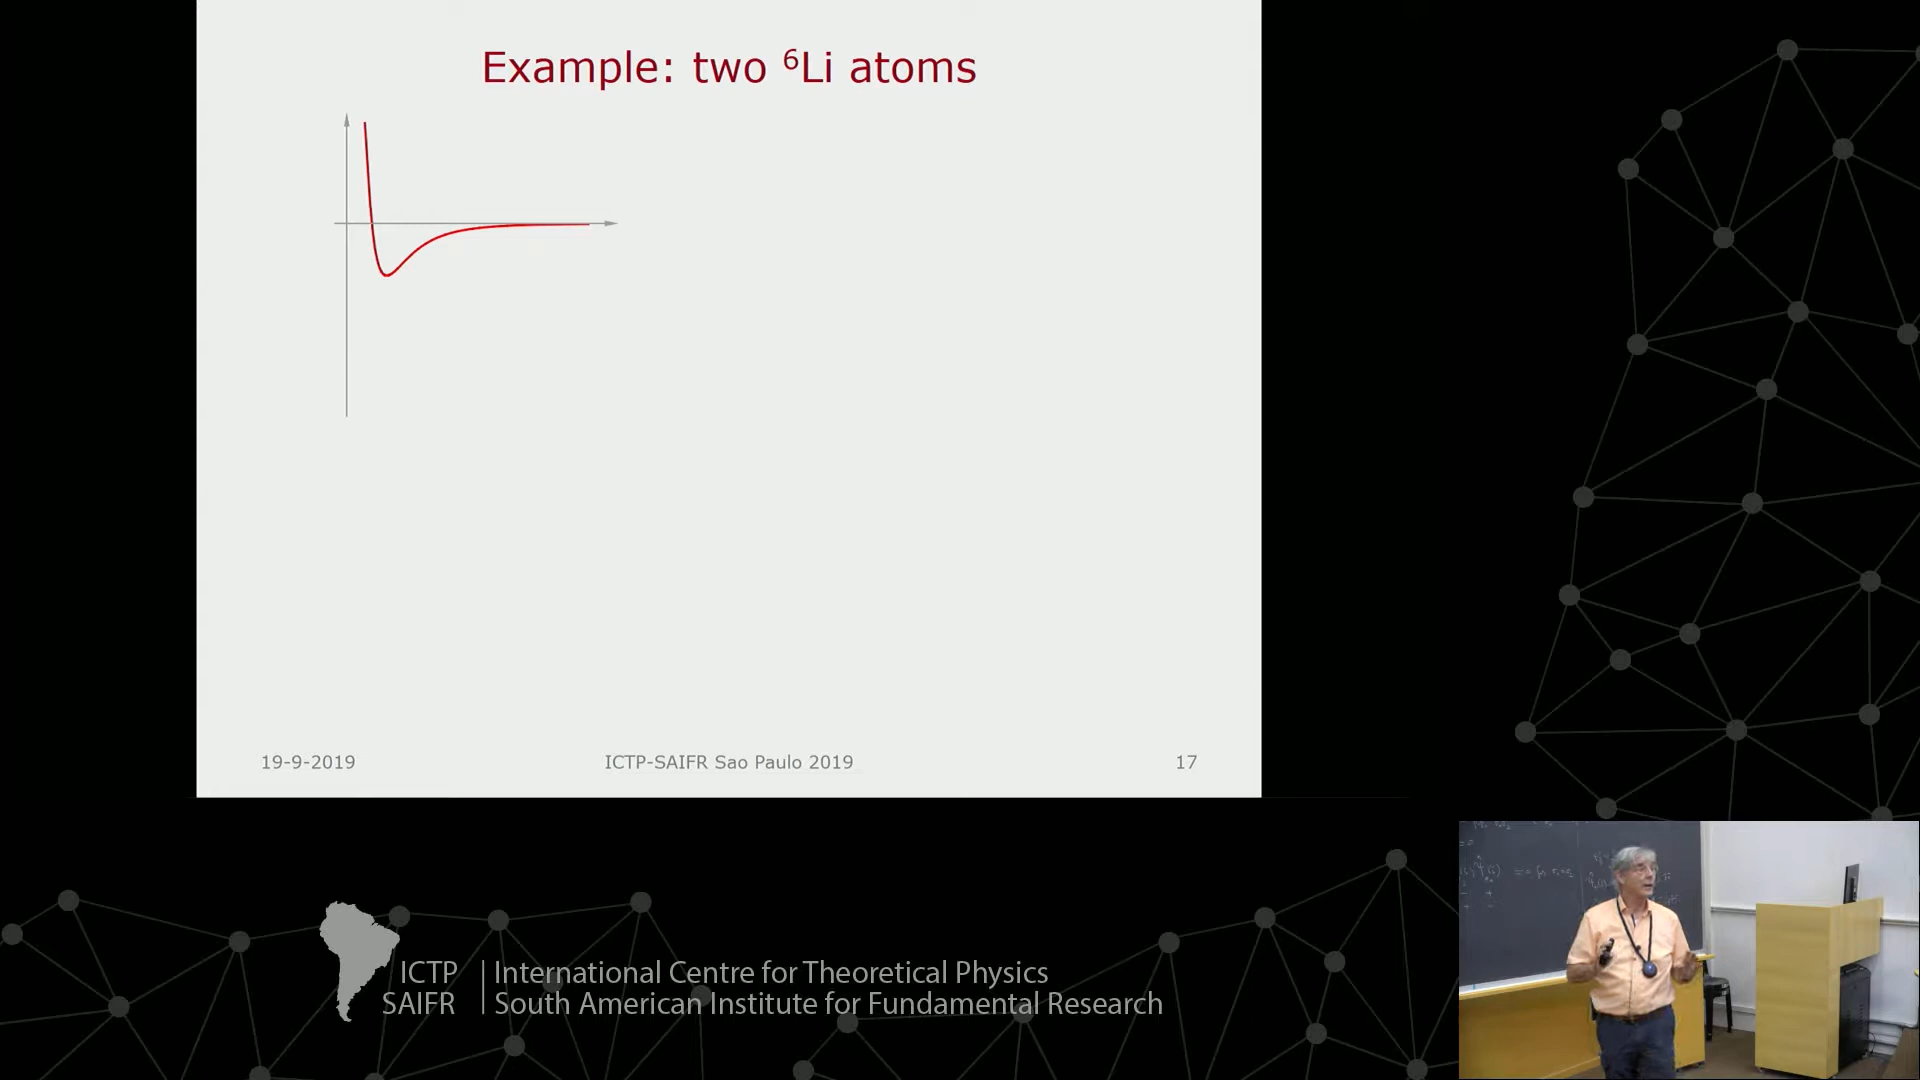 Example: two ⁶Li atoms
19-9-2019
ICTP-SAIFR Sao Paulo 2019
17
ICTP
SAIFR
International Centre for Theoretical Physics
South American Institute for Fundamental Research